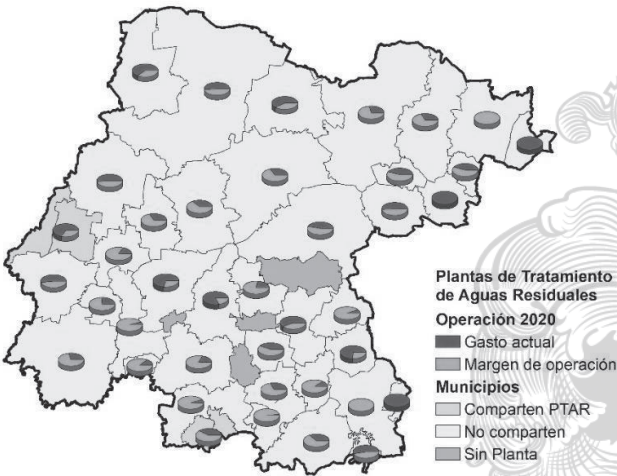 Plantas de Tratamiento
de Aguas Residuales
Operación 2020
Gasto actual
Margen de operación
Municipios
Comparten PTAR
No comparten
Sin Planta